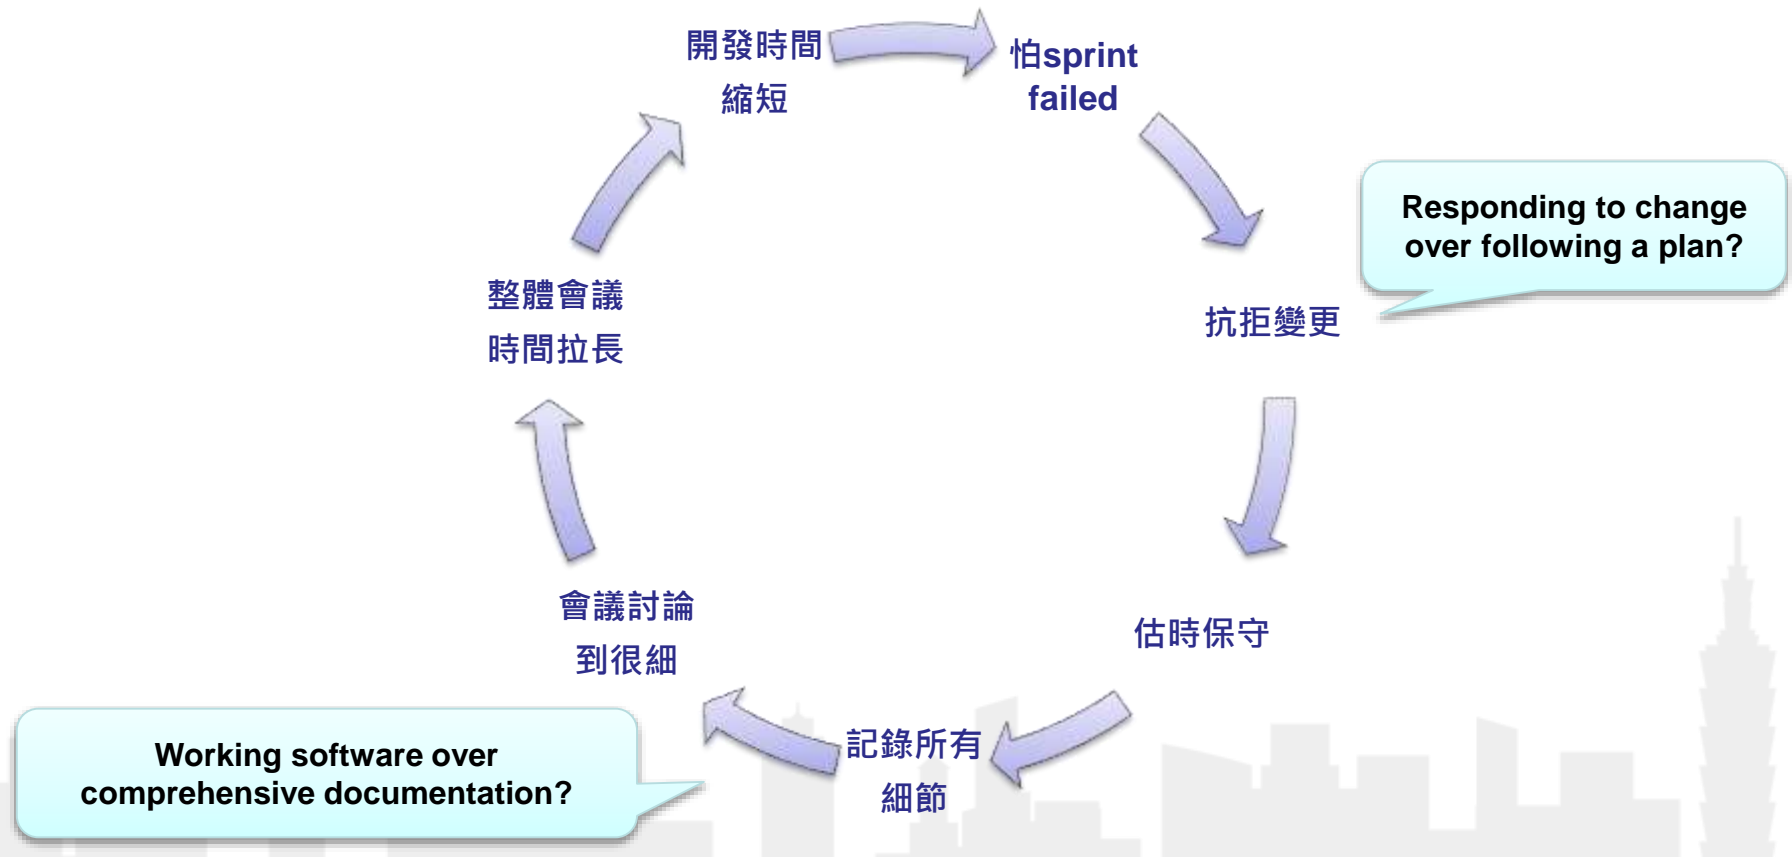 開發時間
縮短
怕sprint
failed
Responding to change
over following a plan?
抗拒變更
估時保守
記錄所有
細節
Working software over
comprehensive documentation?
會議討論
到很細
整體會議
時間拉長